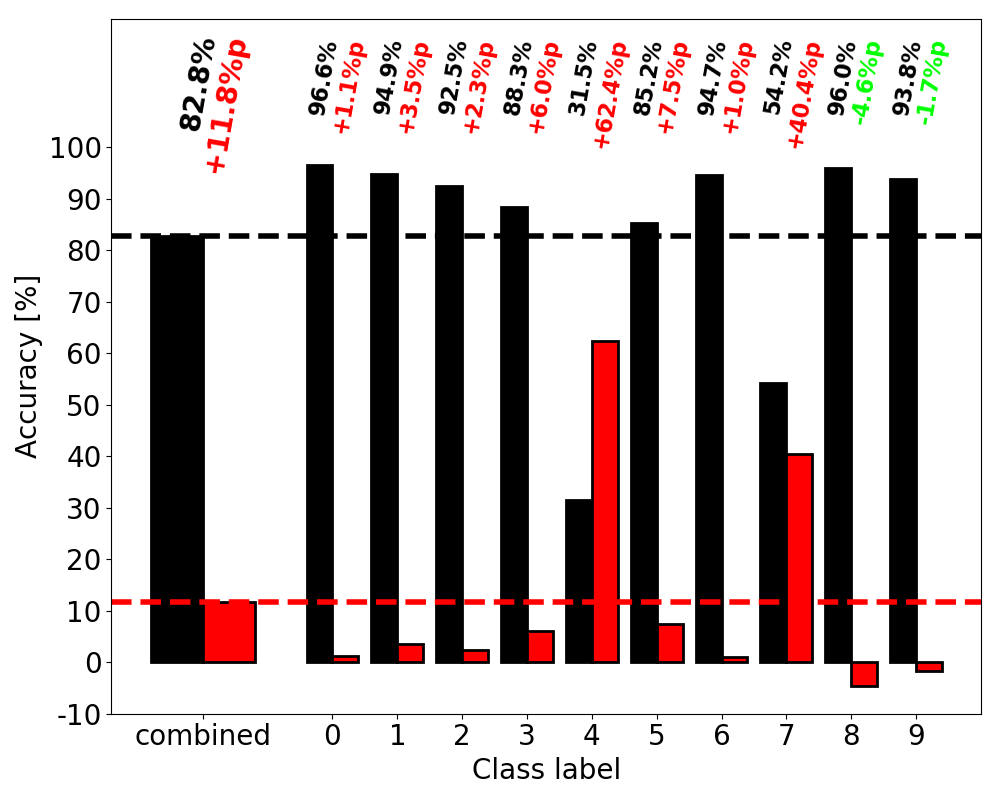 82.8%
+11.8%p
96.6%
+1.1%p
94.9%
+3.5%p
92.5%
+2.3%p
88.3%
+6.0%p
31.5%
+62.4%p
85.2%
+7.5%p
94.7%
+1.0%p
54.2%
+40.4%p
96.0%
-4.6%p
93.8%
-1.7%p
100
90
80
70
60
50
40
30
20
10
0
-10
Accuracy [%]
combined 0 1 2 3 4 5 6 7 8 9
Class label